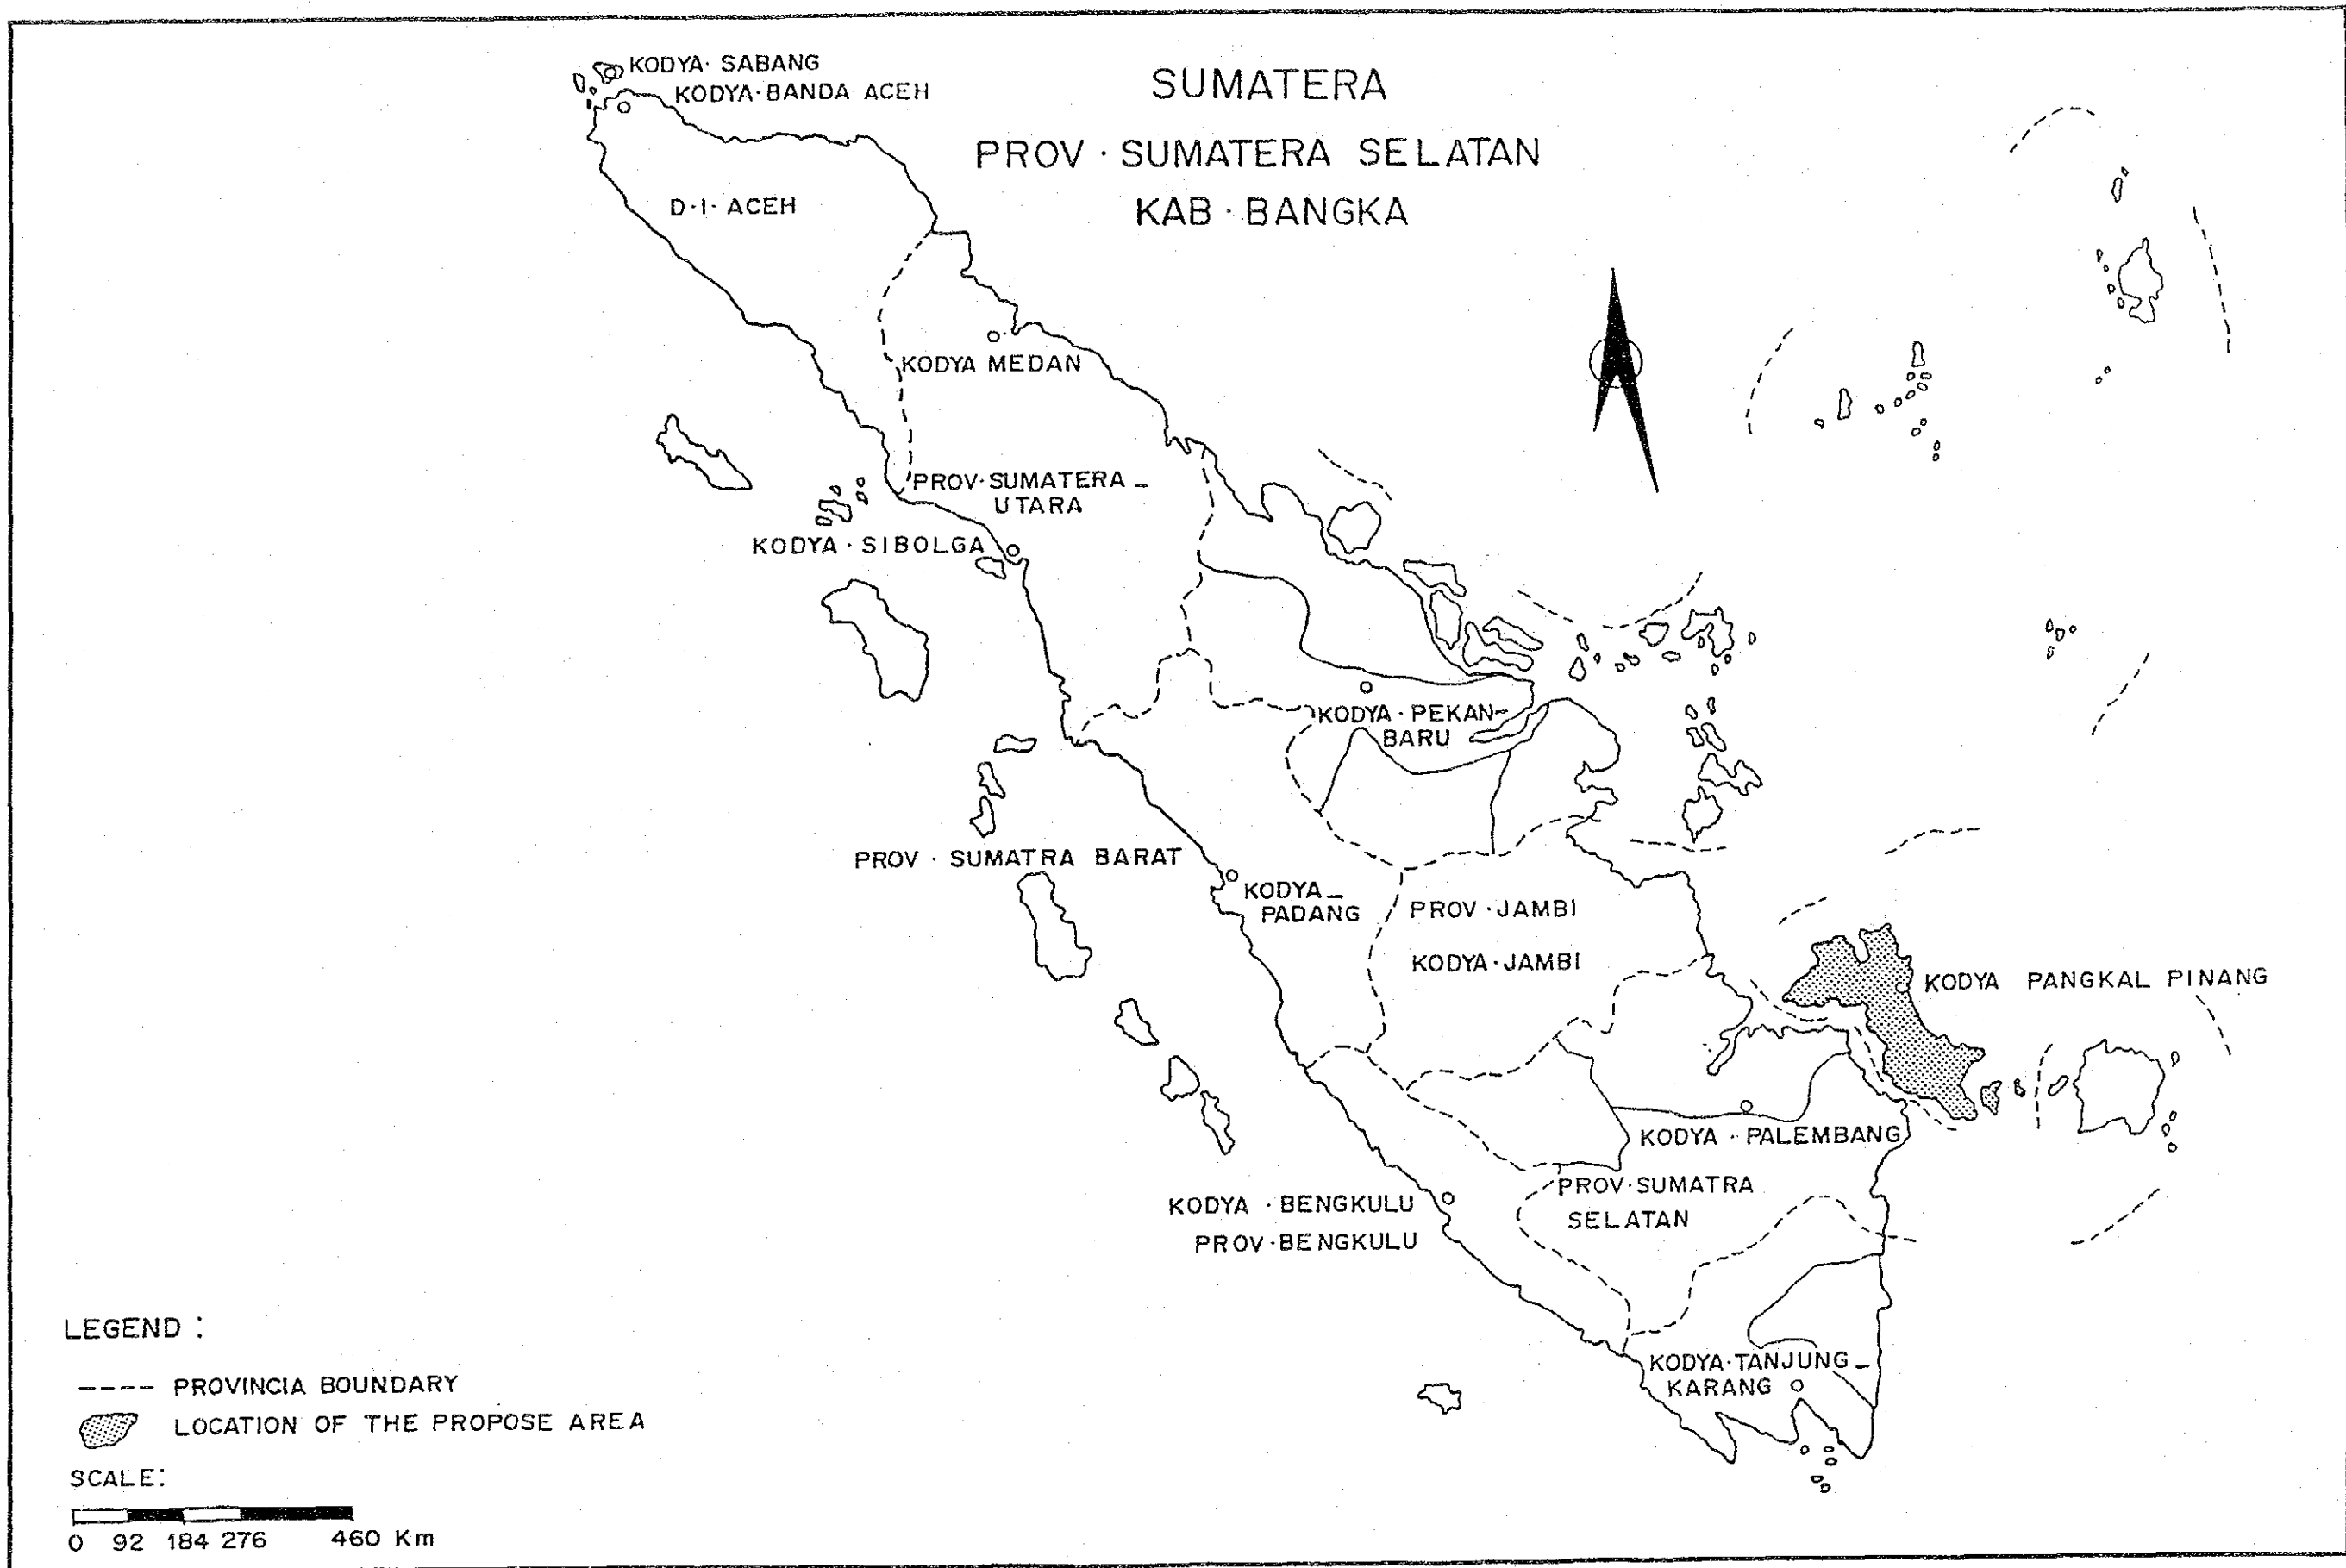 SUMATERA
PROV · SUMATERA SELATAN
KAB · BANGKA
KODYA · SABANG
KODYA · BANDA ACEH
D · I · ACEH
KODYA MEDAN
PROV · SUMATERA –
UTARA
KODYA · SIBOLGA
KODYA · PEKAN–
BARU
PROV · SUMATRA BARAT
KODYA –
PADANG
PROV · JAMBI
KODYA · JAMBI
KODYA PANGKAL PINANG
KODYA · PALEMBANG
PROV · SUMATRA
SELATAN
KODYA · BENGKULU
PROV · BENGKULU
KODYA · TANJUNG –
KARANG
LEGEND :
PROVINCIA BOUNDARY
LOCATION OF THE PROPOSE AREA
SCALE:
0 92 184 276 460 Km